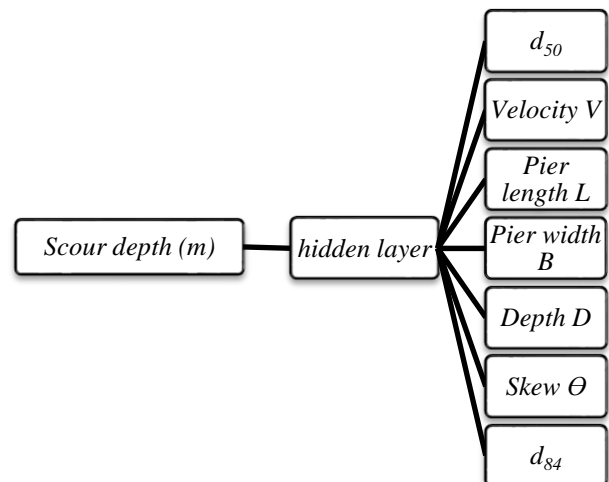 d50
Velocity V
Pier
length L
Scour depth (m)
hidden layer
Pier width
B
Depth D
Skew Ɵ
d84